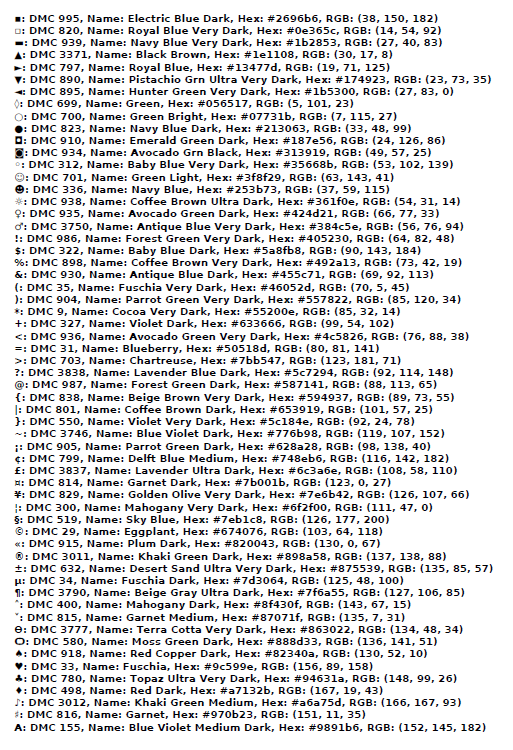 ▪: DMC 995, Name: Electric Blue Dark, Hex: #2696b6, RGB: (38, 150, 182)
▫: DMC 820, Name: Royal Blue Very Dark, Hex: #0e365c, RGB: (14, 54, 92)
▬: DMC 939, Name: Navy Blue Very Dark, Hex: #1b2853, RGB: (27, 40, 83)
▲: DMC 3371, Name: Black Brown, Hex: #1e1108, RGB: (30, 17, 8)
►: DMC 797, Name: Royal Blue, Hex: #13477d, RGB: (19, 71, 125)
▼: DMC 890, Name: Pistachio Grn Ultra Very Dark, Hex: #174923, RGB: (23, 73, 35)
◄: DMC 895, Name: Hunter Green Very Dark, Hex: #1b5300, RGB: (27, 83, 0)
◊: DMC 699, Name: Green, Hex: #056517, RGB: (5, 101, 23)
○: DMC 700, Name: Green Bright, Hex: #07731b, RGB: (7, 115, 27)
●: DMC 823, Name: Navy Blue Dark, Hex: #213063, RGB: (33, 48, 99)
◘: DMC 910, Name: Emerald Green Dark, Hex: #187e56, RGB: (24, 126, 86)
◙: DMC 934, Name: Avocado Grn Black, Hex: #313919, RGB: (49, 57, 25)
◦: DMC 312, Name: Baby Blue Very Dark, Hex: #35668b, RGB: (53, 102, 139)
☺: DMC 701, Name: Green Light, Hex: #3f8f29, RGB: (63, 143, 41)
☻: DMC 336, Name: Navy Blue, Hex: #253b73, RGB: (37, 59, 115)
☼: DMC 938, Name: Coffee Brown Ultra Dark, Hex: #361f0e, RGB: (54, 31, 14)
♀: DMC 935, Name: Avocado Green Dark, Hex: #424d21, RGB: (66, 77, 33)
♂: DMC 3750, Name: Antique Blue Very Dark, Hex: #384c5e, RGB: (56, 76, 94)
!: DMC 986, Name: Forest Green Very Dark, Hex: #405230, RGB: (64, 82, 48)
$: DMC 322, Name: Baby Blue Dark, Hex: #5a8fb8, RGB: (90, 143, 184)
%: DMC 898, Name: Coffee Brown Very Dark, Hex: #492a13, RGB: (73, 42, 19)
&: DMC 930, Name: Antique Blue Dark, Hex: #455c71, RGB: (69, 92, 113)
(: DMC 35, Name: Fuschia Very Dark, Hex: #46052d, RGB: (70, 5, 45)
): DMC 904, Name: Parrot Green Very Dark, Hex: #557822, RGB: (85, 120, 34)
*: DMC 9, Name: Cocoa Very Dark, Hex: #55200e, RGB: (85, 32, 14)
+: DMC 327, Name: Violet Dark, Hex: #633666, RGB: (99, 54, 102)
<: DMC 936, Name: Avocado Green Very Dark, Hex: #4c5826, RGB: (76, 88, 38)
=: DMC 31, Name: Blueberry, Hex: #50518d, RGB: (80, 81, 141)
>: DMC 703, Name: Chartreuse, Hex: #7bb547, RGB: (123, 181, 71)
?: DMC 3838, Name: Lavender Blue Dark, Hex: #5c7294, RGB: (92, 114, 148)
@: DMC 987, Name: Forest Green Dark, Hex: #587141, RGB: (88, 113, 65)
{: DMC 838, Name: Beige Brown Very Dark, Hex: #594937, RGB: (89, 73, 55)
|: DMC 801, Name: Coffee Brown Dark, Hex: #653919, RGB: (101, 57, 25)
}: DMC 550, Name: Violet Very Dark, Hex: #5c184e, RGB: (92, 24, 78)
~: DMC 3746, Name: Blue Violet Dark, Hex: #776b98, RGB: (119, 107, 152)
¡: DMC 905, Name: Parrot Green Dark, Hex: #628a28, RGB: (98, 138, 40)
¢: DMC 799, Name: Delft Blue Medium, Hex: #748eb6, RGB: (116, 142, 182)
£: DMC 3837, Name: Lavender Ultra Dark, Hex: #6c3a6e, RGB: (108, 58, 110)
¤: DMC 814, Name: Garnet Dark, Hex: #7b001b, RGB: (123, 0, 27)
¥: DMC 829, Name: Golden Olive Very Dark, Hex: #7e6b42, RGB: (126, 107, 66)
¦: DMC 300, Name: Mahogany Very Dark, Hex: #6f2f00, RGB: (111, 47, 0)
§: DMC 519, Name: Sky Blue, Hex: #7eb1c8, RGB: (126, 177, 200)
©: DMC 29, Name: Eggplant, Hex: #674076, RGB: (103, 64, 118)
«: DMC 915, Name: Plum Dark, Hex: #820043, RGB: (130, 0, 67)
®: DMC 3011, Name: Khaki Green Dark, Hex: #898a58, RGB: (137, 138, 88)
±: DMC 632, Name: Desert Sand Ultra Very Dark, Hex: #875539, RGB: (135, 85, 57)
µ: DMC 34, Name: Fuschia Dark, Hex: #7d3064, RGB: (125, 48, 100)
¶: DMC 3790, Name: Beige Gray Ultra Dark, Hex: #7f6a55, RGB: (127, 106, 85)
ˆ: DMC 400, Name: Mahogany Dark, Hex: #8f430f, RGB: (143, 67, 15)
ˇ: DMC 815, Name: Garnet Medium, Hex: #87071f, RGB: (135, 7, 31)
Ө: DMC 3777, Name: Terra Cotta Very Dark, Hex: #863022, RGB: (134, 48, 34)
Ѻ: DMC 580, Name: Moss Green Dark, Hex: #888d33, RGB: (136, 141, 51)
♠: DMC 918, Name: Red Copper Dark, Hex: #82340a, RGB: (130, 52, 10)
♥: DMC 33, Name: Fuschia, Hex: #9c599e, RGB: (156, 89, 158)
♣: DMC 780, Name: Topaz Ultra Very Dark, Hex: #94631a, RGB: (148, 99, 26)
♦: DMC 498, Name: Red Dark, Hex: #a7132b, RGB: (167, 19, 43)
♪: DMC 3012, Name: Khaki Green Medium, Hex: #a6a75d, RGB: (166, 167, 93)
♯: DMC 816, Name: Garnet, Hex: #970b23, RGB: (151, 11, 35)
A: DMC 155, Name: Blue Violet Medium Dark, Hex: #9891b6, RGB: (152, 145, 182)